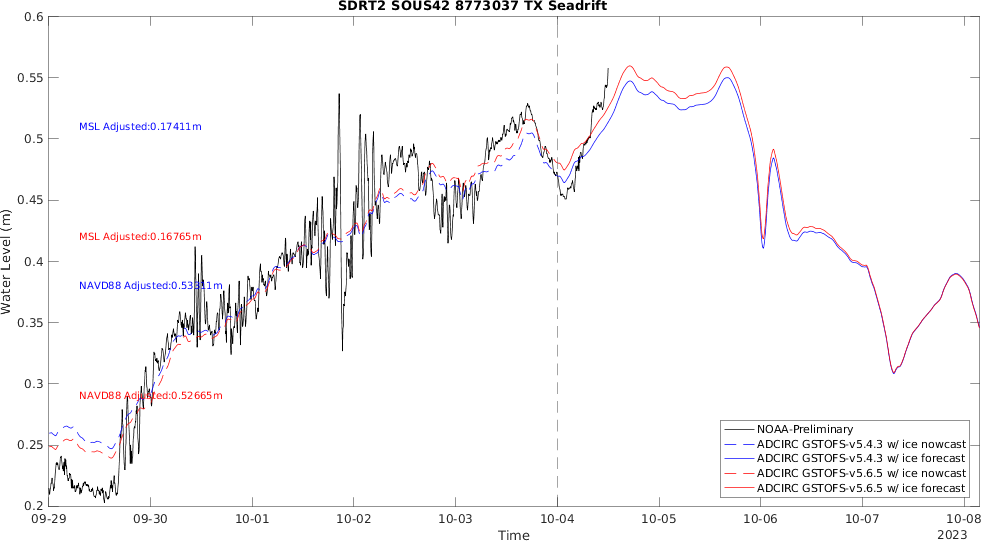 SDRT2 SOUS42 8773037 TX Seadrift
0.6
0.55
0.5
0.45
0.4
0.35
0.3
0.25
0.2
Water Level (m)
MSL Adjusted:0.17411m
MSL Adjusted:0.16765m
NAVD88 Adjusted:0.53311m
NAVD88 Adjusted:0.52665m
NOAA-Preliminary
ADCIRC GSTOFS-v5.4.3 w/ ice nowcast
ADCIRC GSTOFS-v5.4.3 w/ ice forecast
ADCIRC GSTOFS-v5.6.5 w/ ice nowcast
ADCIRC GSTOFS-v5.6.5 w/ ice forecast
09-29 09-30 10-01 10-02 10-03 10-04 10-05 10-06 10-07 10-08
Time
2023